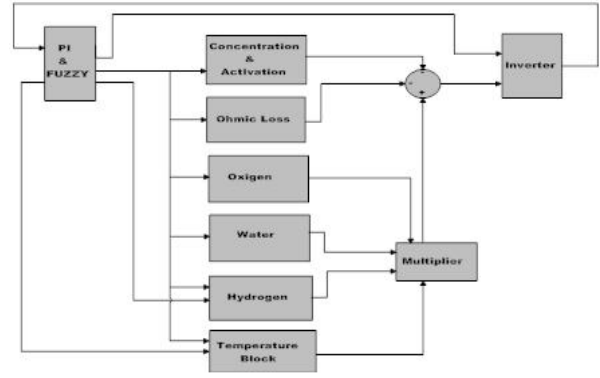 PI
&
FUZZY
Concentration
&
Activation
Inverter
-
-
+
Ohmic Loss
Oxigen
Water
Multiplier
Hydrogen
Temperature
Block